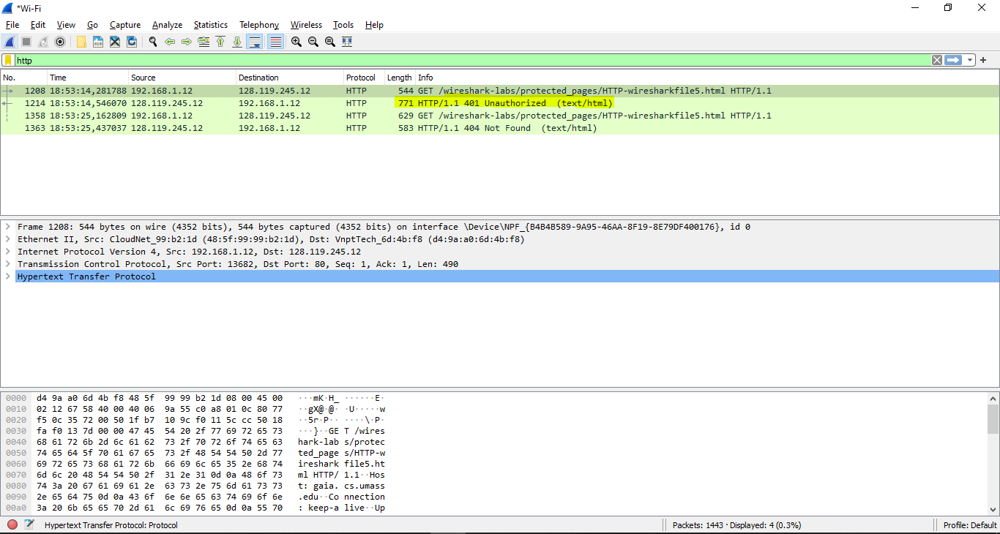 *Wi-Fi
File Edit View Go Capture Analyze Statistics Telephony Wireless Tools Help
http
No. Time Source Destination Protocol Length Info
1208 18:53:14,281788 192.168.1.12 128.119.245.12 HTTP 544 GET /wireshark-labs/protected_pages/HTTP-wiresharkfile5.html HTTP/1.1
1214 18:53:14,546070 128.119.245.12 192.168.1.12 HTTP 771 HTTP/1.1 401 Unauthorized (text/html)
1358 18:53:25,162809 192.168.1.12 128.119.245.12 HTTP 629 GET /wireshark-labs/protected_pages/HTTP-wiresharkfile5.html HTTP/1.1
1363 18:53:25,437037 128.119.245.12 192.168.1.12 HTTP 583 HTTP/1.1 404 Not Found (text/html)
Frame 1208: 544 bytes on wire (4352 bits), 544 bytes captured (4352 bits) on interface \Device\NPF_{B4B4B589-9A95-46AA-8F19-8E79DF400176}, id 0
Ethernet II, Src: CloudNet_99:b2:1d (48:5f:99:99:b2:1d), Dst: VnptTech_6d:4b:f8 (d4:9a:a0:6d:4b:f8)
Internet Protocol Version 4, Src: 192.168.1.12, Dst: 128.119.245.12
Transmission Control Protocol, Src Port: 13682, Dst Port: 80, Seq: 1, Ack: 1, Len: 490
Hypertext Transfer Protocol
0000 d4 9a a0 6d 4b f8 48 5f 99 99 b2 1d 08 00 45 00 ···mK·H_ ······E·
0010 02 12 67 58 40 00 40 06 9a 55 c0 a8 01 0c 80 77 ··gX@·@· ·U·····w
0020 f5 0c 35 72 00 50 1f b7 10 9c f0 11 5c cc 50 18 ··5r·P·· ····\·P·
0030 fa f0 13 7d 00 00 47 45 54 20 2f 77 69 72 65 73 ···}··GE T /wires
0040 68 61 72 6b 2d 6c 61 62 73 2f 70 72 6f 74 65 63 hark-lab s/protec
0050 74 65 64 5f 70 61 67 65 73 2f 48 54 54 50 2d 77 ted_page s/HTTP-w
0060 69 72 65 73 68 61 72 6b 66 69 6c 65 35 2e 68 74 ireshark file5.ht
0070 6d 6c 20 48 54 54 50 2f 31 2e 31 0d 0a 48 6f 73 ml HTTP/ 1.1··Hos
0080 74 3a 20 67 61 69 61 2e 63 73 2e 75 6d 61 73 73 t: gaia. cs.umass
0090 2e 65 64 75 0d 0a 43 6f 6e 6e 65 63 74 69 6f 6e .edu··Co nnection
00a0 3a 20 6b 65 65 70 2d 61 6c 69 76 65 0d 0a 55 70 : keep-a live··Up
Hypertext Transfer Protocol: Protocol Packets: 1443 · Displayed: 4 (0.3%) Profile: Default